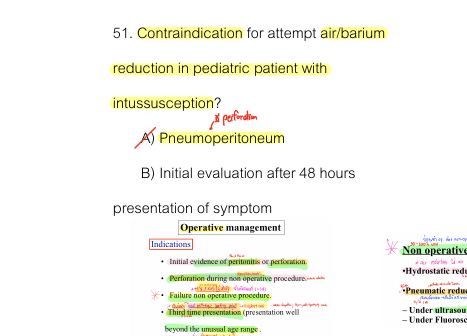 51. Contraindication for attempt air/barium
reduction in pediatric patient with
intussusception?
perforation
A) Pneumoperitoneum
B) Initial evaluation after 48 hours
presentation of symptom
Operative management
Indications
• Initial evidence of peritonitis or perforation.
• Perforation during non operative procedure.
• Failure non operative procedure.
• Third time presentation (presentation well
beyond the unusual age range.
Non operative
•Hydrostatic redu
•Pneumatic reduc
– Under ultrasoun
– Under Fluorosc